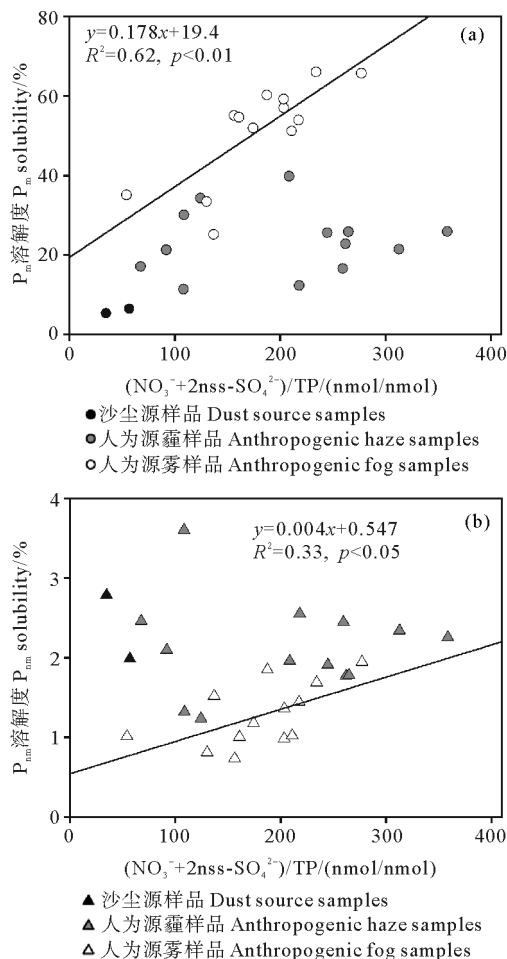 y=0.178x+19.4
R²=0.62, p<0.01
(a)
80
60
40
20
0
Pm溶解度 Pm solubility/%
0 100 200 300 400
(NO₃⁻+2nss-SO₄²⁻)/TP/(nmol/nmol)
沙尘源样品 Dust source samples
人为源霾样品 Anthropogenic haze samples
人为源雾样品 Anthropogenic fog samples
y=0.004x+0.547
R²=0.33, p<0.05
(b)
4
3
2
1
0
Pnm溶解度 Pnm solubility/%
0 100 200 300 400
(NO₃⁻+2nss-SO₄²⁻)/TP/(nmol/nmol)
沙尘源样品 Dust source samples
人为源霾样品 Anthropogenic haze samples
人为源雾样品 Anthropogenic fog samples